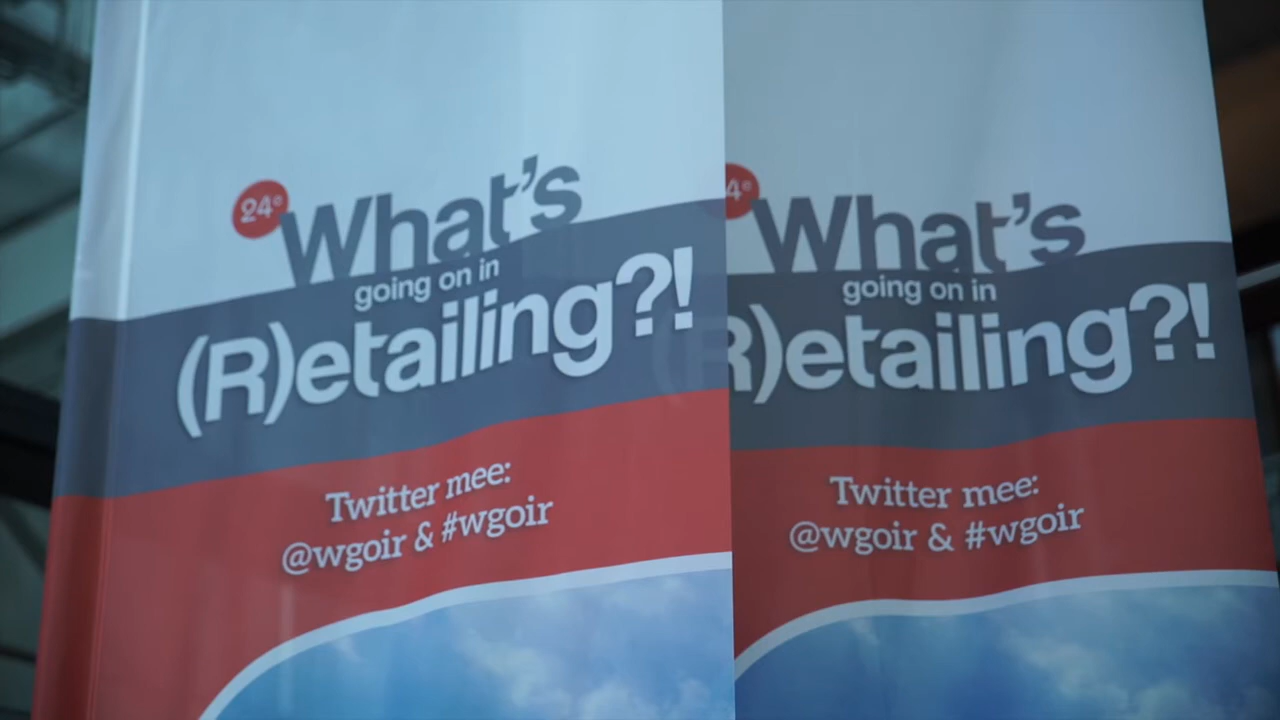 24e
What's
going on in
(R)etailing?!
Twitter mee:
@wgoir & #wgoir
4e
What's
going on in
R)etailing?!
Twitter mee:
@wgoir & #wgoir